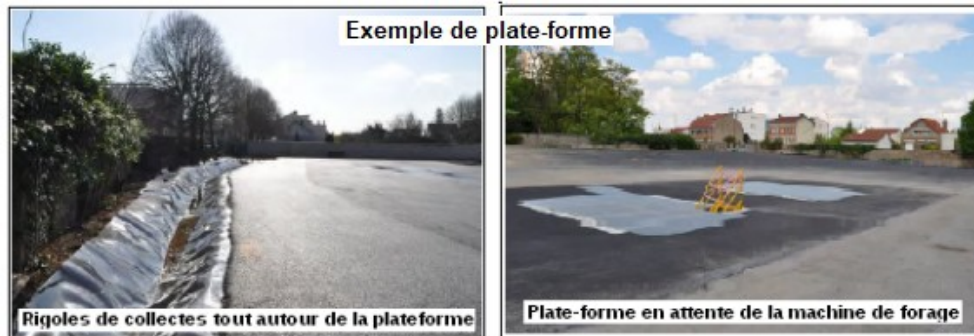 Exemple de plate-forme
Rigoles de collectes tout autour de la plateforme
Plate-forme en attente de la machine de forage